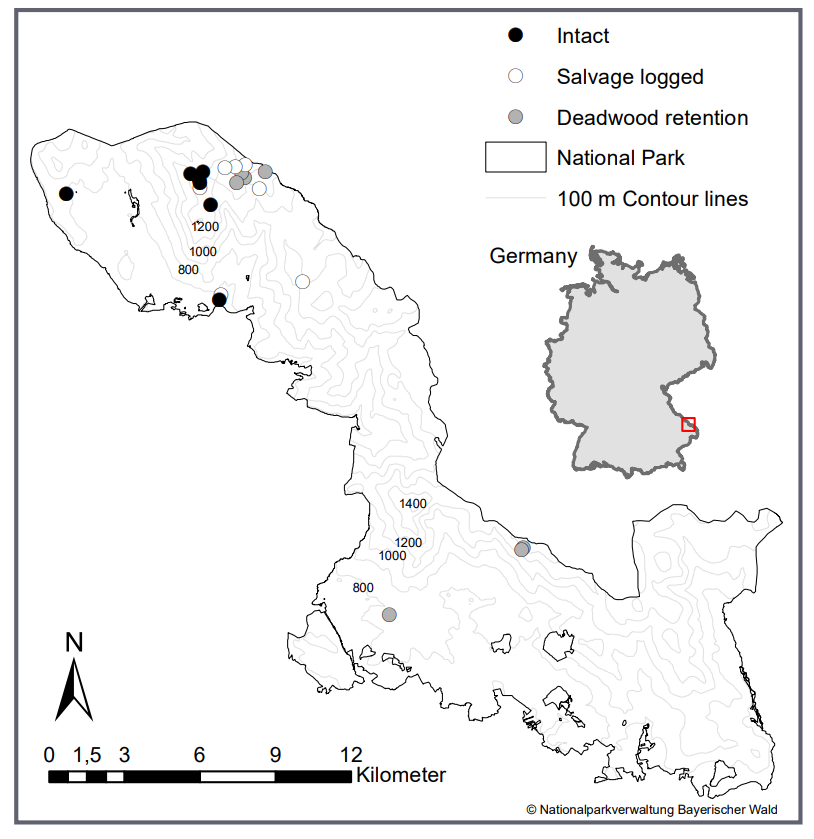 Intact
Salvage logged
Deadwood retention
National Park
100 m Contour lines
Germany
1200
1000
800
1400
1200
1000
800
N
0 1,5 3 6 9 12
Kilometer
© Nationalparkverwaltung Bayerischer Wald